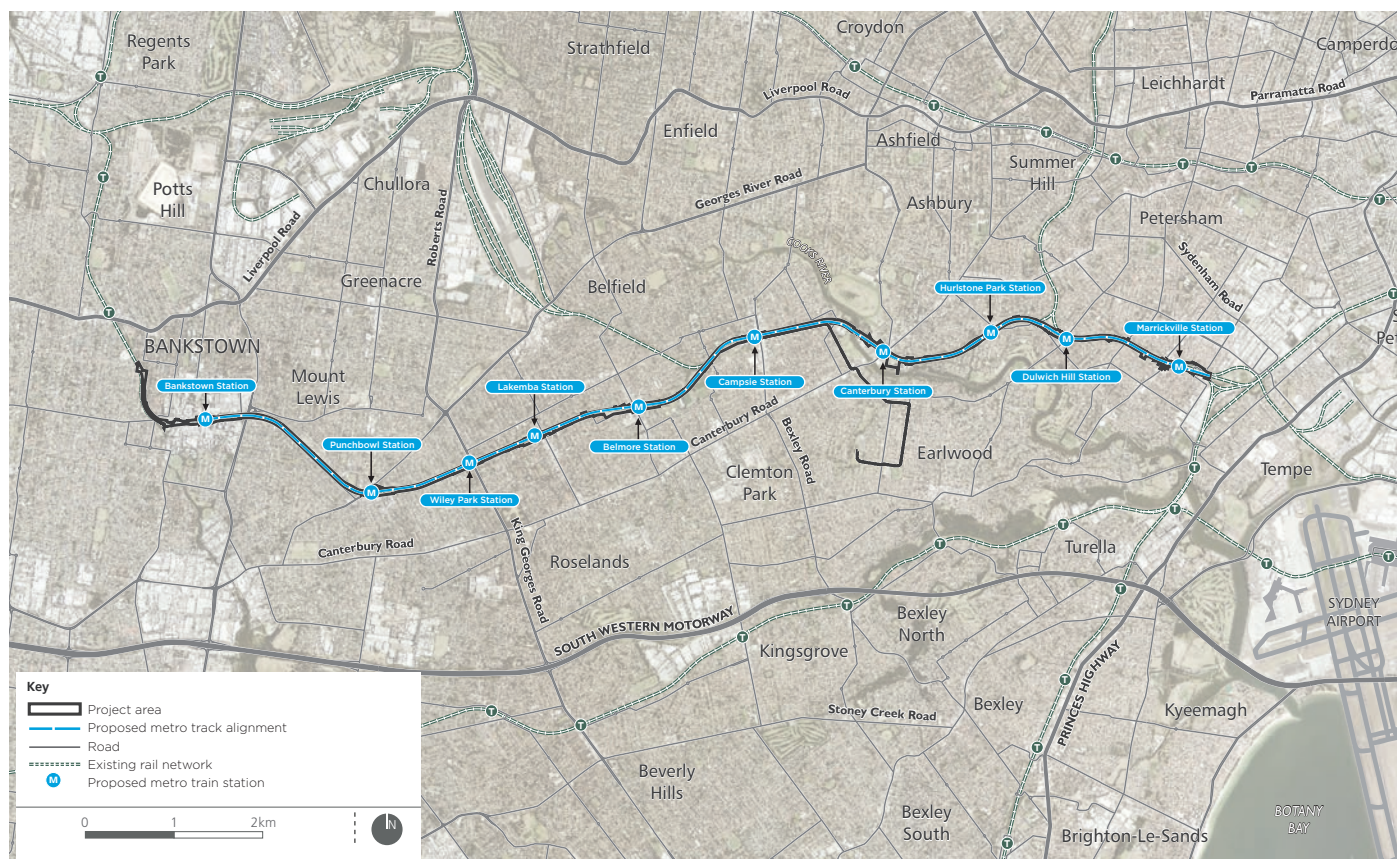 Croydon
Regents
Park
Strathfield
Camperdo
Leichhardt
Liverpool Road
Parramatta Road
Enfield
Ashfield
Summer
Hill
Chullora
Potts
Hill
Georges River Road
Ashbury
Petersham
Roberts Road
Liverpool Road
COOKS RIVER
Sydenham Road
Greenacre
Belfield
Hurlstone Park Station
Marrickville Station
BANKSTOWN
Mount
Lewis
Bankstown Station
Lakemba Station
Campsie Station
Canterbury Station
Dulwich Hill Station
Punchbowl Station
Belmore Station
Canterbury Road
Bexley Road
Earlwood
Clemton
Park
Tempe
Wiley Park Station
King Georges Road
Canterbury Road
Roselands
Turella
SYDNEY
AIRPORT
SOUTH WESTERN MOTORWAY
Bexley
North
Kingsgrove
PRINCES HIGHWAY
Bexley
Kyeemagh
Stoney Creek Road
Beverly
Hills
Bexley
South
Brighton-Le-Sands
BOTANY
BAY
Key
Project area
Proposed metro track alignment
Road
Existing rail network
M Proposed metro train station
0 1 2km
N